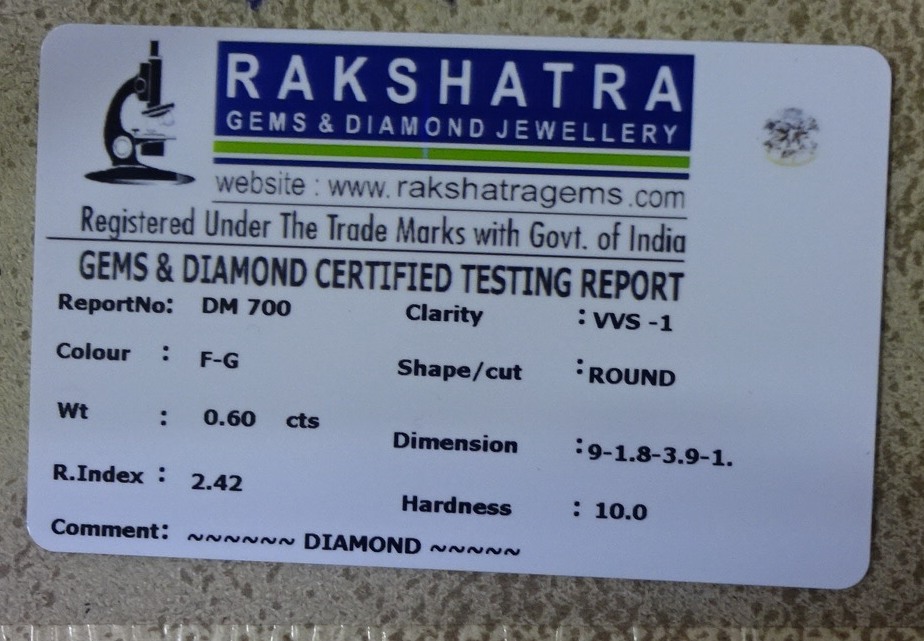 RAKSHATRA
GEMS & DIAMOND JEWELLERY
website : www.rakshatragems.com
Registered Under The Trade Marks with Govt. of India
GEMS & DIAMOND CERTIFIED TESTING REPORT
ReportNo: DM 700 Clarity : VVS -1
Colour : F-G Shape/cut : ROUND
Wt : 0.60 cts Dimension : 9-1.8-3.9-1.
R.Index : 2.42 Hardness : 10.0
Comment: ~~~~~~ DIAMOND ~~~~~